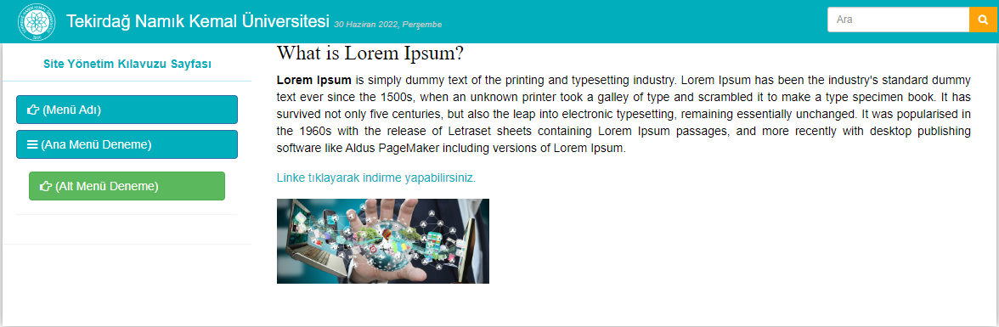 Tekirdağ Namık Kemal Üniversitesi 30 Haziran 2022, Perşembe
Ara
Site Yönetim Kılavuzu Sayfası
(Menü Adı)
(Ana Menü Deneme)
(Alt Menü Deneme)
What is Lorem Ipsum?
Lorem Ipsum is simply dummy text of the printing and typesetting industry. Lorem Ipsum has been the industry's standard dummy
text ever since the 1500s, when an unknown printer took a galley of type and scrambled it to make a type specimen book. It has
survived not only five centuries, but also the leap into electronic typesetting, remaining essentially unchanged. It was popularised in
the 1960s with the release of Letraset sheets containing Lorem Ipsum passages, and more recently with desktop publishing
software like Aldus PageMaker including versions of Lorem Ipsum.
Linke tıklayarak indirme yapabilirsiniz.